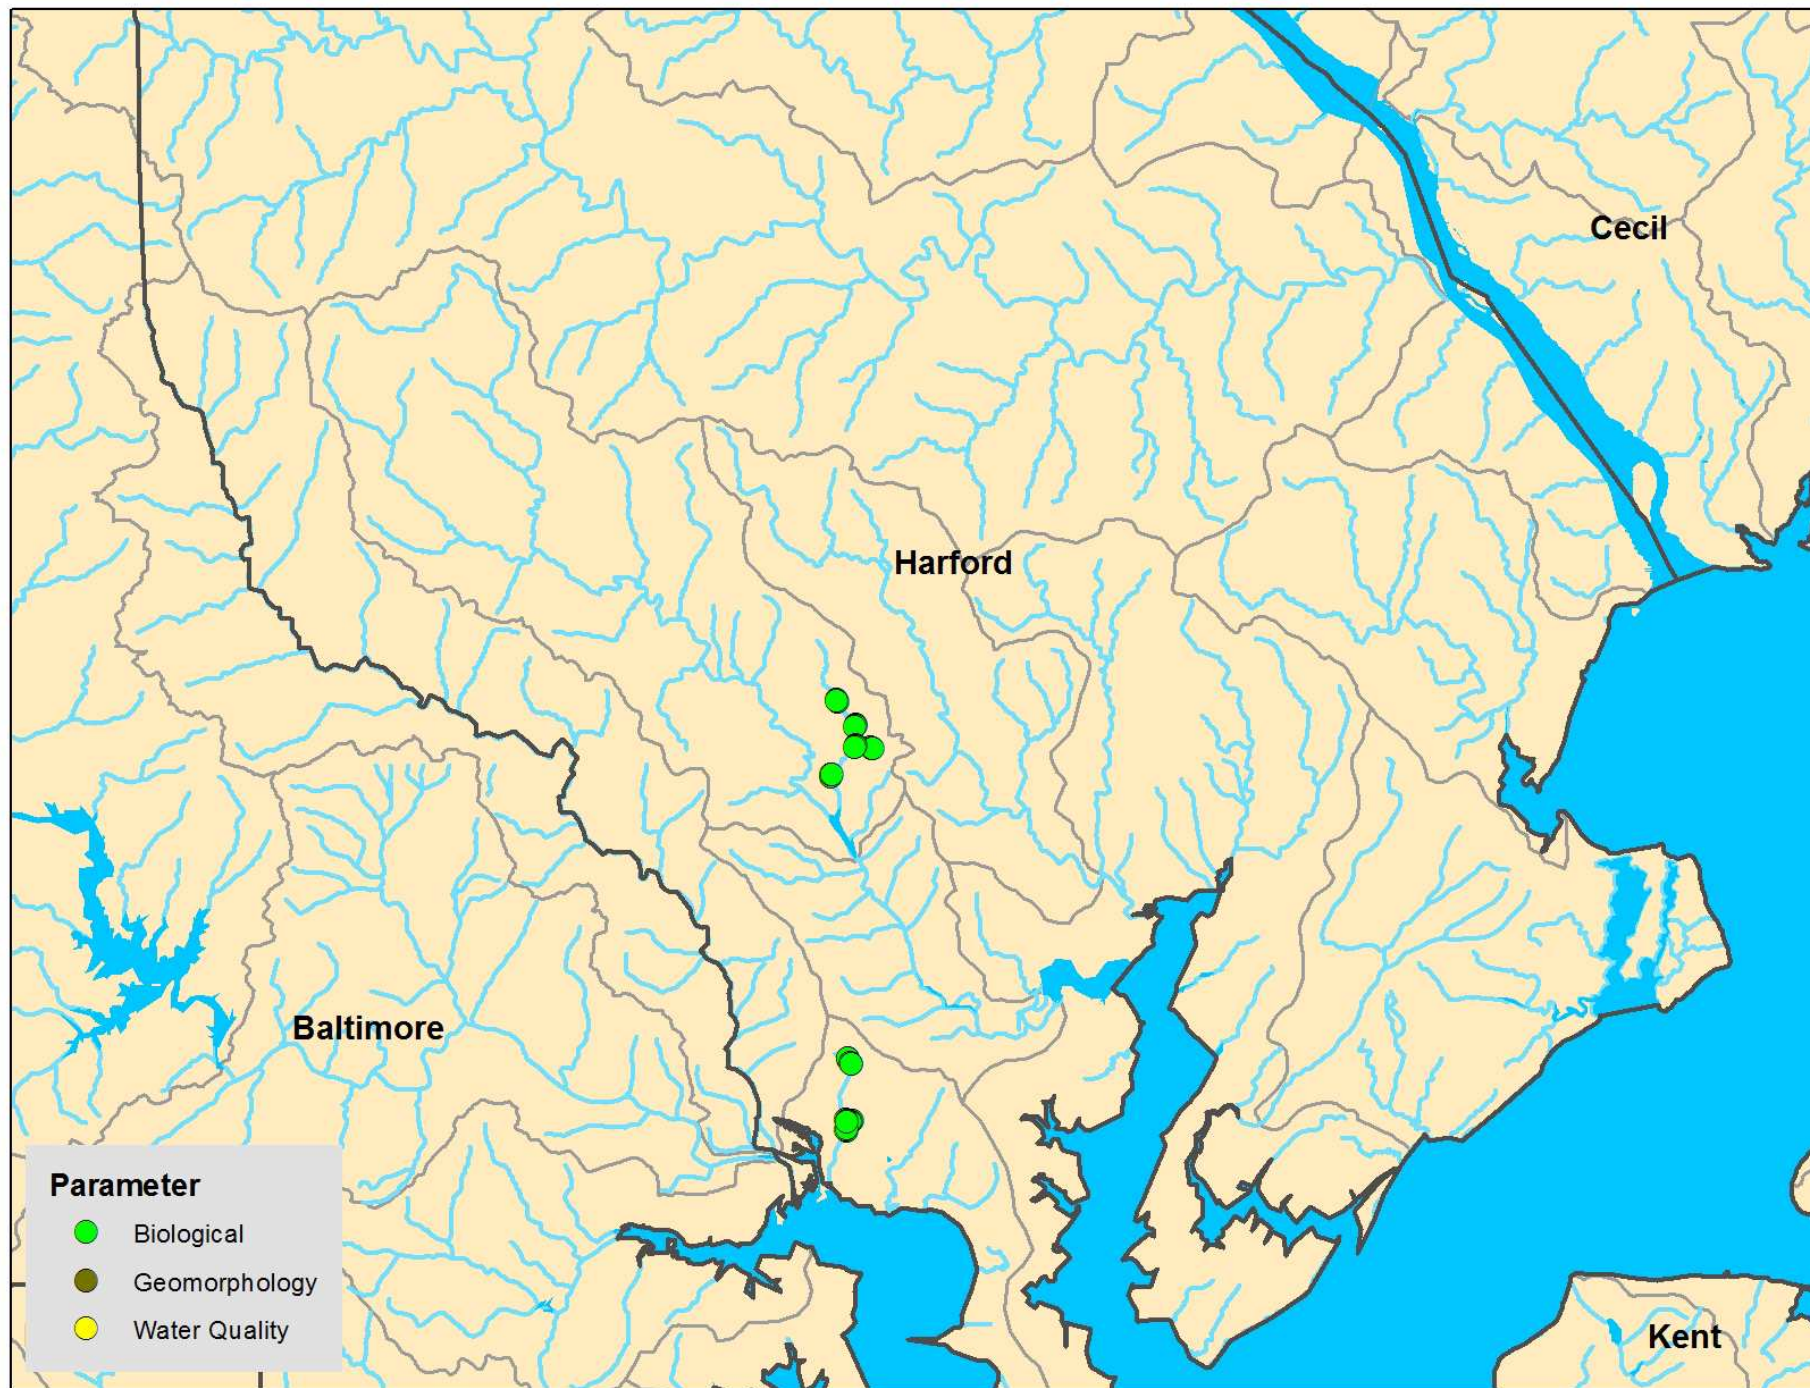 Cecil
Harford
Baltimore
Parameter
Biological
Geomorphology
Water Quality
Kent